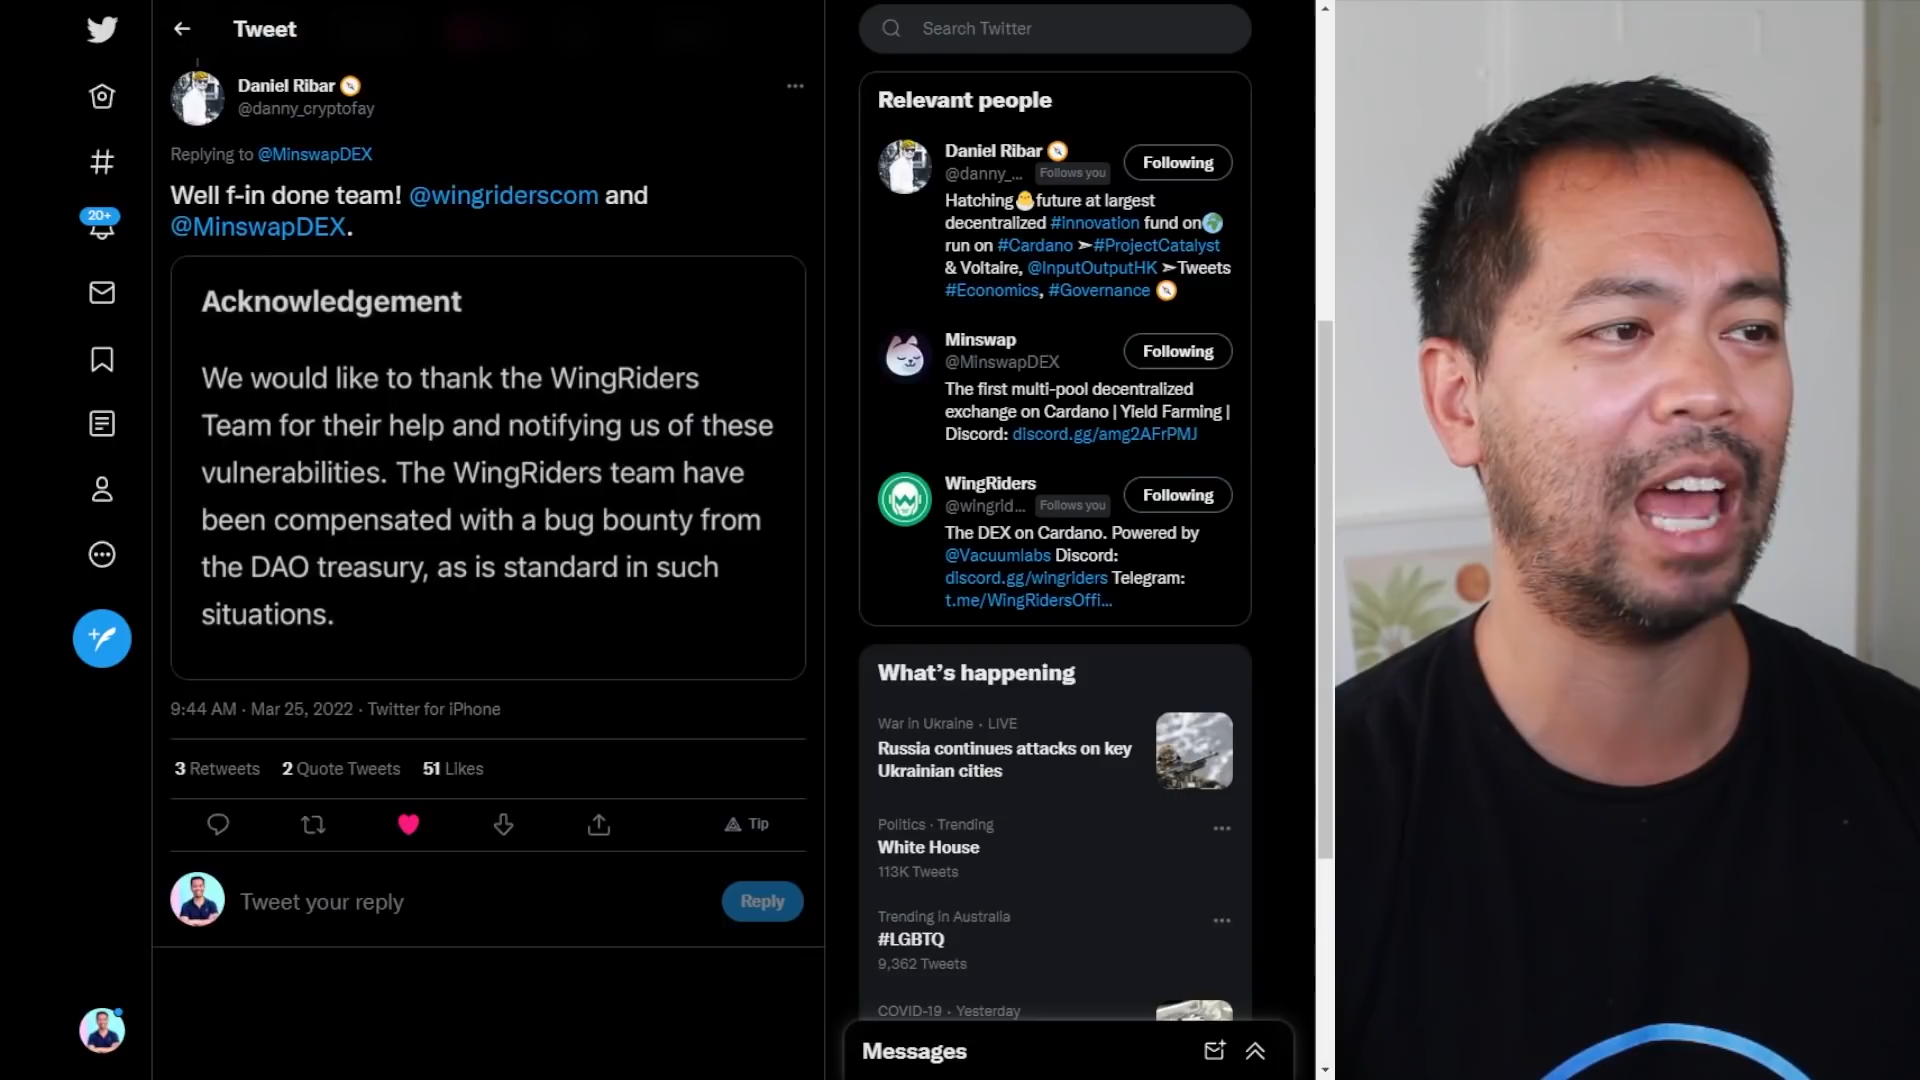 Tweet
Daniel Ribar
@danny_cryptofay
Replying to @MinswapDEX
Well f-in done team! @wingriderscom and
@MinswapDEX.
Acknowledgement
We would like to thank the WingRiders
Team for their help and notifying us of these
vulnerabilities. The WingRiders team have
been compensated with a bug bounty from
the DAO treasury, as is standard in such
situations.
9:44 AM · Mar 25, 2022 · Twitter for iPhone
3 Retweets 2 Quote Tweets 51 Likes
Tip
Tweet your reply
Reply
20+
Search Twitter
Relevant people
Daniel Ribar
@danny_... Follows you
Following
Hatching🐣future at largest
decentralized #innovation fund on🌍
run on #Cardano ➣#ProjectCatalyst
& Voltaire, @InputOutputHK ➣Tweets
#Economics, #Governance
Minswap
@MinswapDEX
Following
The first multi-pool decentralized
exchange on Cardano | Yield Farming |
Discord: discord.gg/amg2AFrPMJ
WingRiders
@wingrid... Follows you
Following
The DEX on Cardano. Powered by
@Vacuumlabs Discord:
discord.gg/wingriders Telegram:
t.me/WingRidersOffi...
What's happening
War in Ukraine · LIVE
Russia continues attacks on key
Ukrainian cities
Politics · Trending
White House
113K Tweets
Trending in Australia
#LGBTQ
9,362 Tweets
COVID-19 · Yesterday
Messages